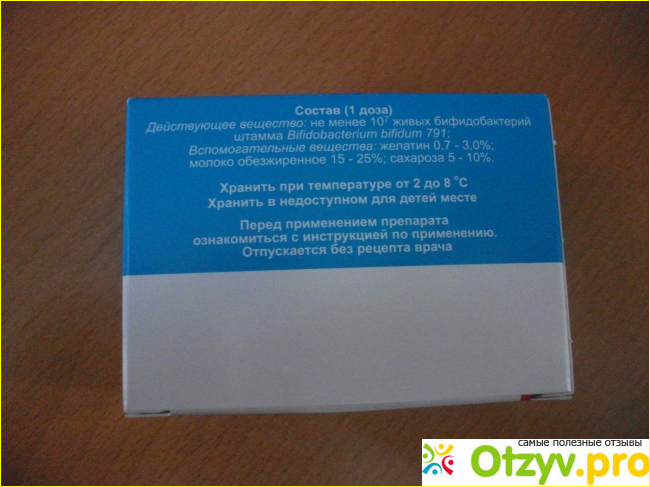 Состав (1 доза)
Действующее вещество: не менее 10⁷ живых бифидобактерий
штамма Bifidobacterium bifidum 791;
Вспомогательные вещества: желатин 0,7 - 3,0%;
молоко обезжиренное 15 - 25%; сахароза 5 - 10%.
Хранить при температуре от 2 до 8 °С
Хранить в недоступном для детей месте
Перед применением препарата
ознакомиться с инструкцией по применению.
Отпускается без рецепта врача
самые полезные отзывы
Otzyv.pro